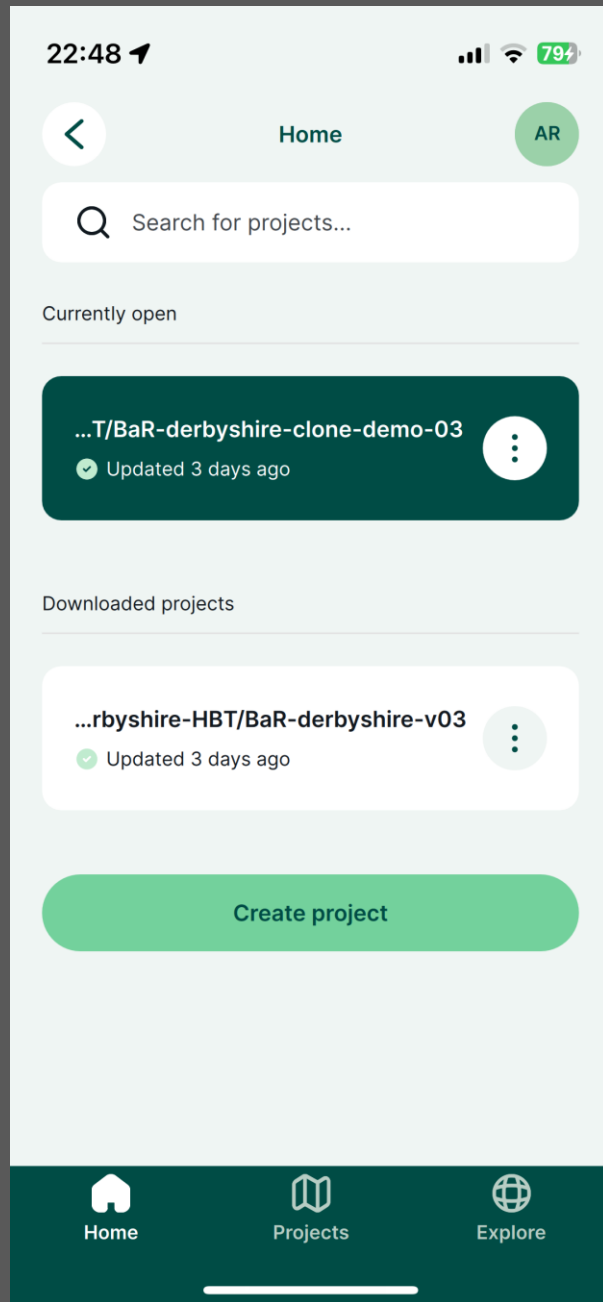 22:48
79
Home
AR
Search for projects...
Currently open
...T/BaR-derbyshire-clone-demo-03
Updated 3 days ago
Downloaded projects
...rbyshire-HBT/BaR-derbyshire-v03
Updated 3 days ago
Create project
Home
Projects
Explore